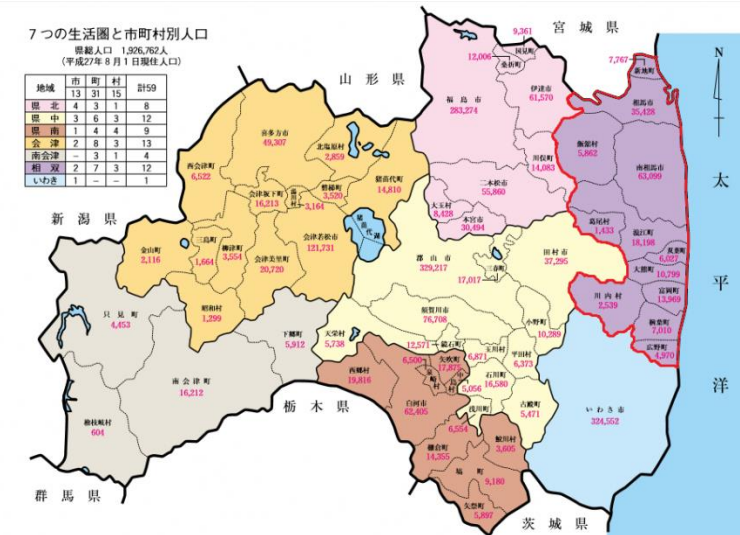 7つの生活圏と市町村別人口
県総人口 1,926,762人
(平成27年8月1日現住人口)
地域 市 町 村 計59
13 31 15
県北 4 3 1 8
県中 3 6 3 12
県南 1 4 4 9
会津 2 8 3 13
南会津 － 3 1 4
相双 2 7 3 12
いわき 1 － － 1
宮城県
山形県
新潟県
群馬県
栃木県
茨城県
太平洋
N
国見町
9,361
桑折町
12,006
伊達市
61,570
福島市
283,274
川俣町
14,083
二本松市
55,860
大玉村
8,428
本宮市
30,494
新地町
7,767
相馬市
35,428
飯舘村
5,862
南相馬市
63,099
葛尾村
1,433
浪江町
18,198
双葉町
6,027
大熊町
10,799
富岡町
13,969
川内村
2,539
楢葉町
7,010
広野町
4,970
喜多方市
49,307
北塩原村
2,859
西会津町
6,522
会津坂下町
16,213
湯川村
3,164
磐梯町
3,520
猪苗代町
14,810
猪苗代湖
会津若松市
121,731
金山町
2,116
三島町
1,664
柳津町
3,554
会津美里町
20,720
昭和村
1,299
只見町
4,453
下郷町
5,912
南会津町
16,212
檜枝岐村
604
郡山市
329,217
三春町
17,017
田村市
37,295
須賀川市
76,708
小野町
10,289
天栄村
5,738
鏡石町
12,571
玉川村
6,871
平田村
6,373
石川町
16,580
浅川町
6,554
古殿町
5,471
西郷村
19,816
泉崎村
6,500
矢吹町
17,875
中島村
5,056
白河市
62,405
棚倉町
14,355
鮫川村
3,605
塙町
9,180
矢祭町
5,897
いわき市
324,552